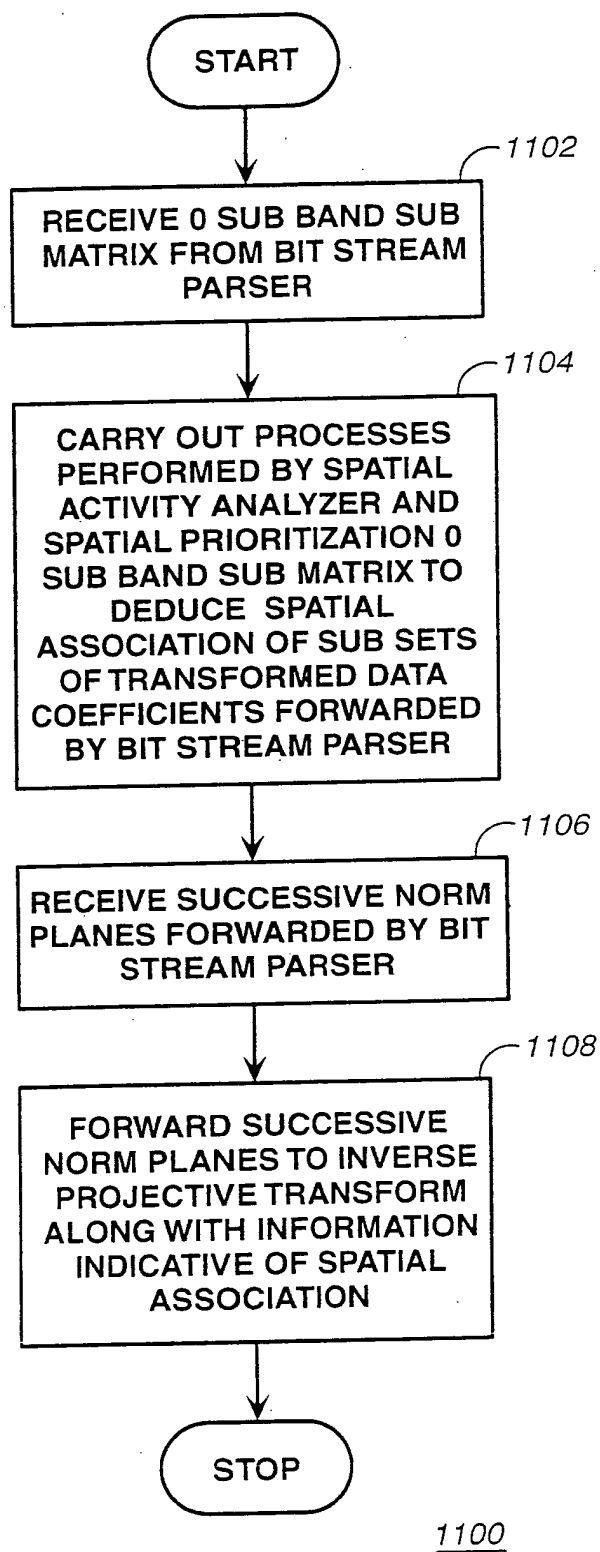 START
1102
RECEIVE 0 SUB BAND SUB
MATRIX FROM BIT STREAM
PARSER
1104
CARRY OUT PROCESSES
PERFORMED BY SPATIAL
ACTIVITY ANALYZER AND
SPATIAL PRIORITIZATION 0
SUB BAND SUB MATRIX TO
DEDUCE SPATIAL
ASSOCIATION OF SUB SETS
OF TRANSFORMED DATA
COEFFICIENTS FORWARDED
BY BIT STREAM PARSER
1106
RECEIVE SUCCESSIVE NORM
PLANES FORWARDED BY BIT
STREAM PARSER
1108
FORWARD SUCCESSIVE
NORM PLANES TO INVERSE
PROJECTIVE TRANSFORM
ALONG WITH INFORMATION
INDICATIVE OF SPATIAL
ASSOCIATION
STOP
1100